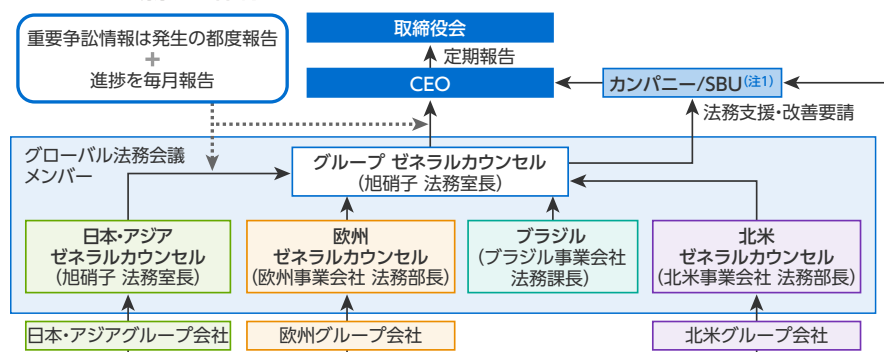 重要争訟情報は発生の都度報告
+
進捗を毎月報告
取締役会
定期報告
CEO
カンパニー/SBU(注1)
法務支援・改善要請
グローバル法務会議
メンバー
グループ ゼネラルカウンセル
(旭硝子 法務室長)
日本・アジア
ゼネラルカウンセル
(旭硝子 法務室長)
欧州
ゼネラルカウンセル
(欧州事業会社 法務部長)
ブラジル
(ブラジル事業会社
法務課長)
北米
ゼネラルカウンセル
(北米事業会社 法務部長)
日本・アジアグループ会社
欧州グループ会社
北米グループ会社